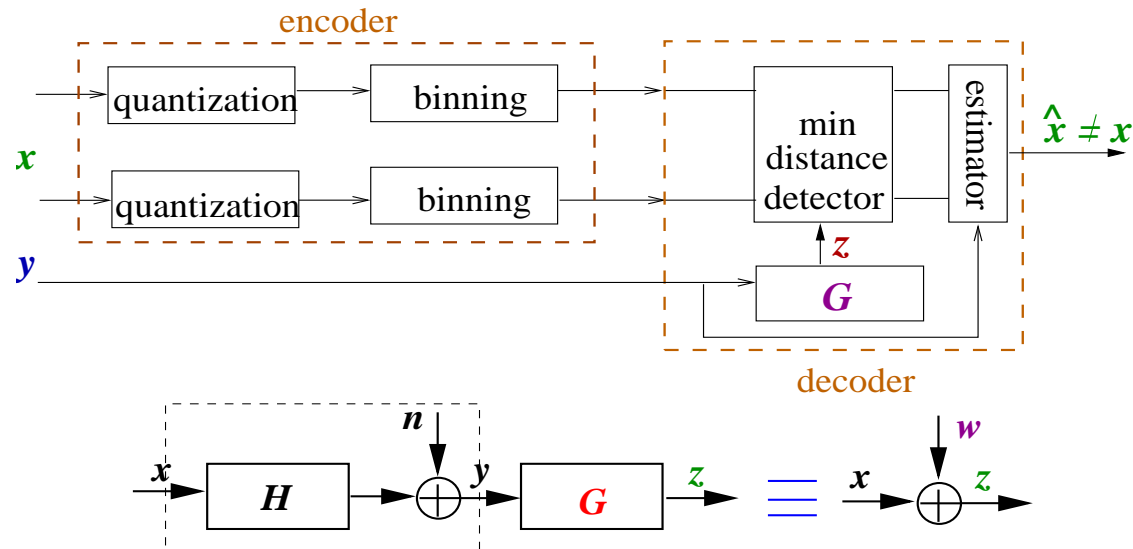 encoder
quantization
binning
x
quantization
binning
y
min
distance
detector
estimator
x̂ ≠ x
z
G
decoder
n
x
H
y
G
z
w
x
z